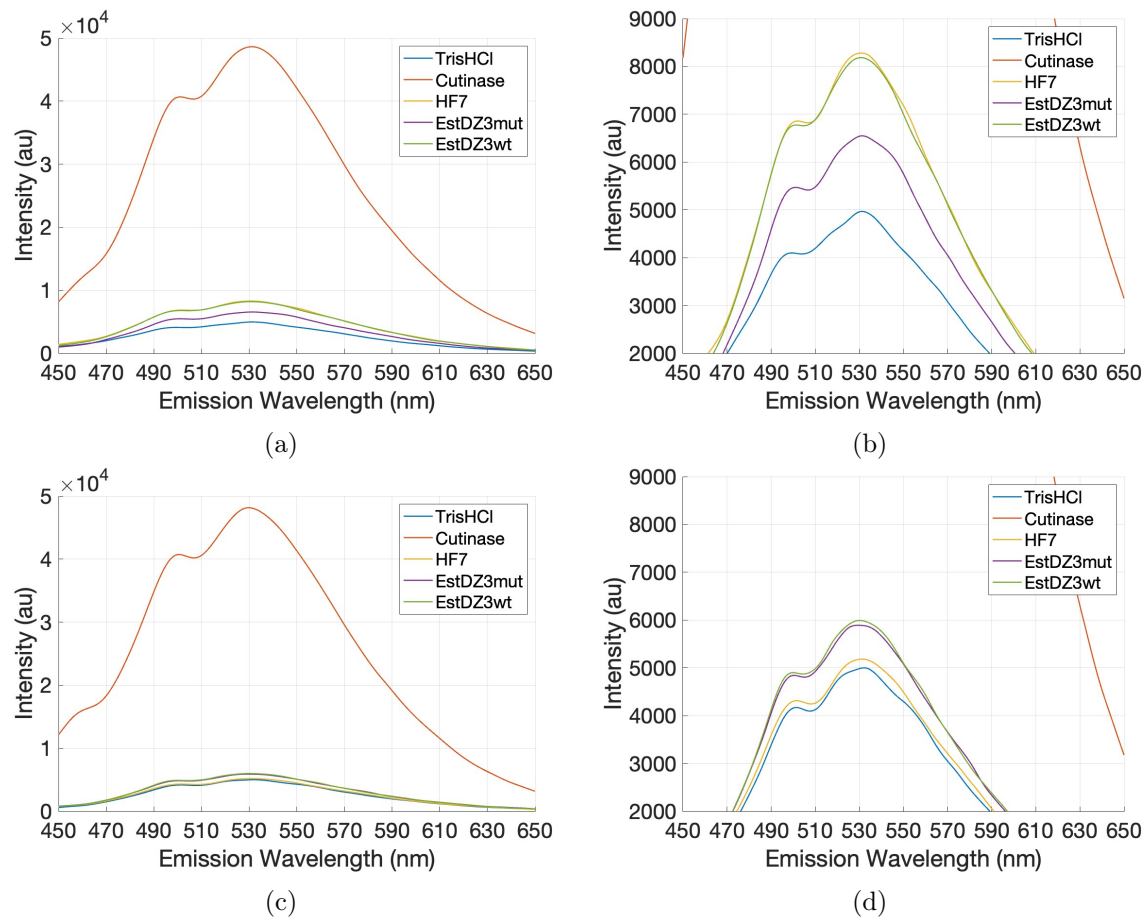 ×10⁴
5
4
3
2
1
0
450 470 490 510 530 550 570 590 610 630 650
Intensity (au)
Emission Wavelength (nm)
TrisHCl
Cutinase
HF7
EstDZ3mut
EstDZ3wt
(a)
9000
8000
7000
6000
5000
4000
3000
2000
450 470 490 510 530 550 570 590 610 630 650
Intensity (au)
Emission Wavelength (nm)
TrisHCl
Cutinase
HF7
EstDZ3mut
EstDZ3wt
(b)
×10⁴
5
4
3
2
1
0
450 470 490 510 530 550 570 590 610 630 650
Intensity (au)
Emission Wavelength (nm)
TrisHCl
Cutinase
HF7
EstDZ3mut
EstDZ3wt
(c)
9000
8000
7000
6000
5000
4000
3000
2000
450 470 490 510 530 550 570 590 610 630 650
Intensity (au)
Emission Wavelength (nm)
TrisHCl
Cutinase
HF7
EstDZ3mut
EstDZ3wt
(d)